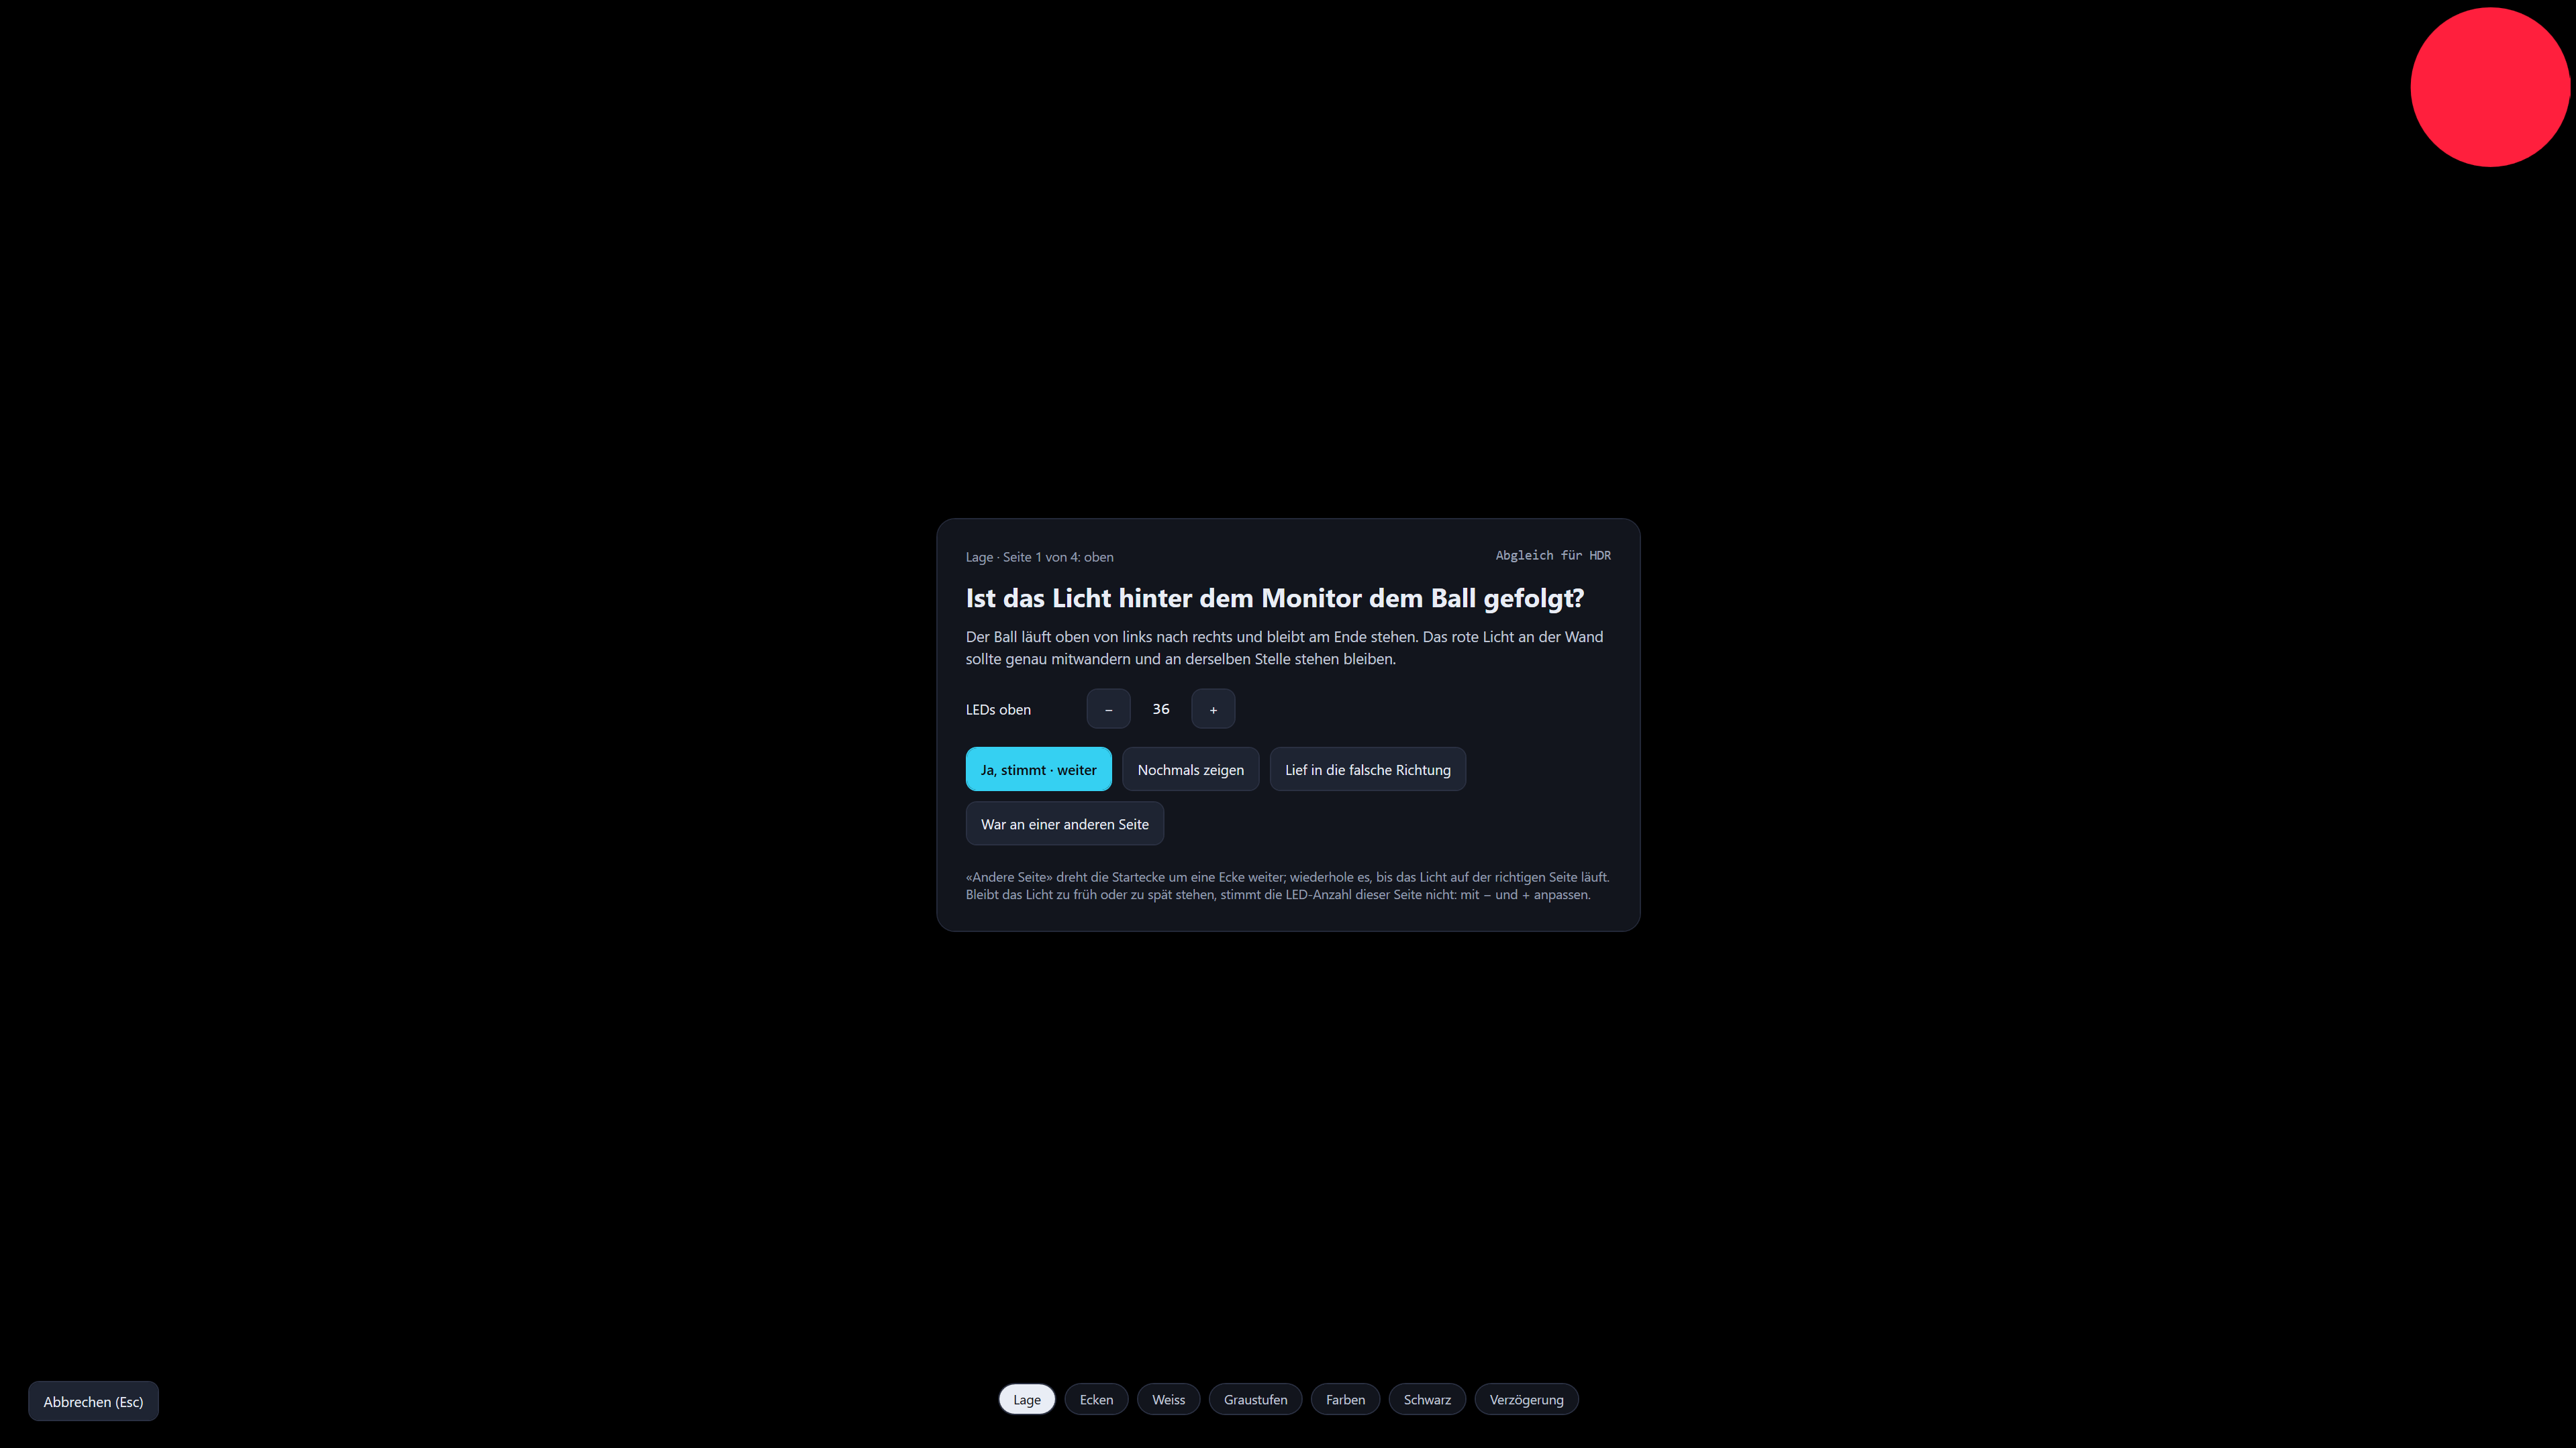 Lage · Seite 1 von 4: oben
Abgleich für HDR
Ist das Licht hinter dem Monitor dem Ball gefolgt?
Der Ball läuft oben von links nach rechts und bleibt am Ende stehen. Das rote Licht an der Wand
sollte genau mitwandern und an derselben Stelle stehen bleiben.
LEDs oben − 36 +
Ja, stimmt · weiter Nochmals zeigen Lief in die falsche Richtung
War an einer anderen Seite
«Andere Seite» dreht die Startecke um eine Ecke weiter; wiederhole es, bis das Licht auf der richtigen Seite läuft.
Bleibt das Licht zu früh oder zu spät stehen, stimmt die LED-Anzahl dieser Seite nicht: mit − und + anpassen.
Abbrechen (Esc)
Lage Ecken Weiss Graustufen Farben Schwarz Verzögerung